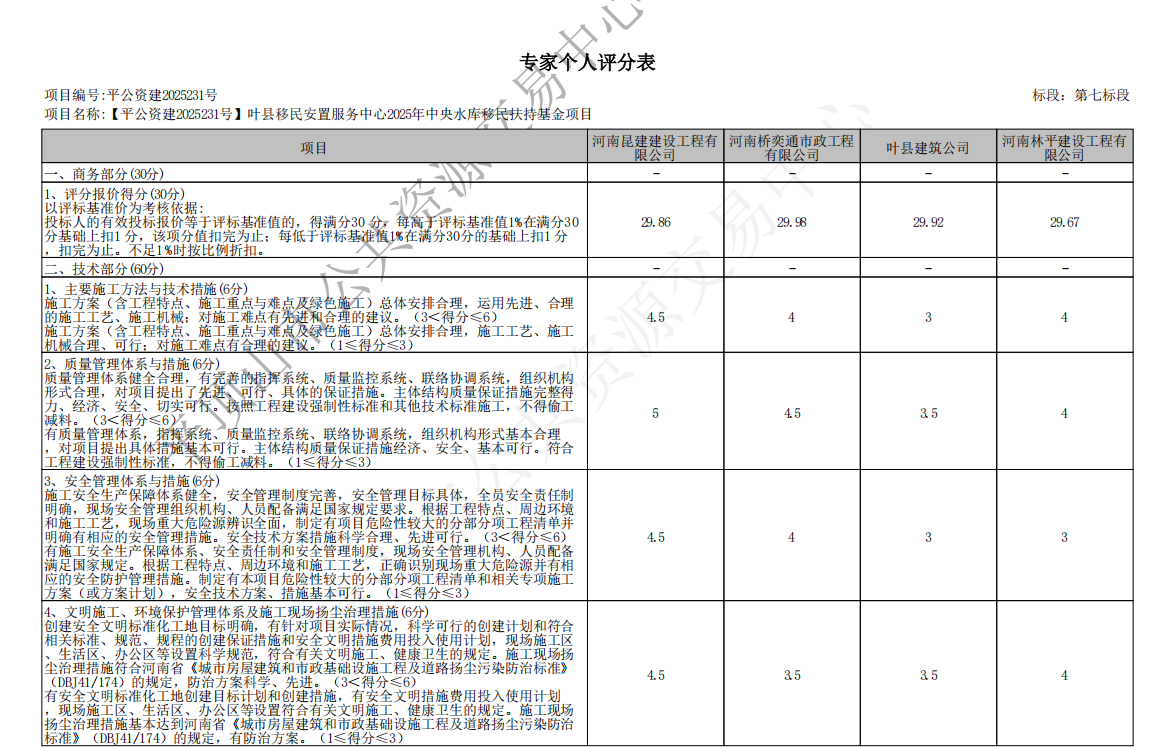 专家个人评分表
项目编号:平公资建2025231号
标段：第七标段
项目名称:【平公资建2025231号】叶县移民安置服务中心2025年中央水库移民扶持基金项目
项目
河南昆建建设工程有
限公司
河南桥奕通市政工程
有限公司
叶县建筑公司
河南林平建设工程有
限公司
一、商务部分(30分)
－
－
－
－
1、评分报价得分(30分)
以评标基准价为考核依据:
投标人的有效投标报价等于评标基准值的，得满分30 分，每高于评标基准值1%在满分30
分基础上扣1 分，该项分值扣完为止；每低于评标基准值1%在满分30分的基础上扣1 分
，扣完为止。不足1%时按比例折扣。
29.86
29.98
29.92
29.67
二、技术部分(60分)
－
－
－
－
1、主要施工方法与技术措施(6分)
施工方案（含工程特点、施工重点与难点及绿色施工）总体安排合理，运用先进、合理
的施工工艺、施工机械；对施工难点有先进和合理的建议。（3＜得分≤6）
施工方案（含工程特点、施工重点与难点及绿色施工）总体安排合理，施工工艺、施工
机械合理、可行；对施工难点有合理的建议。（1≤得分≤3）
4.5
4
3
4
2、质量管理体系与措施(6分)
质量管理体系健全合理，有完善的指挥系统、质量监控系统、联络协调系统，组织机构
形式合理，对项目提出了先进、可行、具体的保证措施。主体结构质量保证措施完整得
力、经济、安全、切实可行。按照工程建设强制性标准和其他技术标准施工，不得偷工
减料。（3＜得分≤6）
有质量管理体系，指挥系统、质量监控系统、联络协调系统，组织机构形式基本合理
，对项目提出具体措施基本可行。主体结构质量保证措施经济、安全、基本可行。符合
工程建设强制性标准，不得偷工减料。（1≤得分≤3）
5
4.5
3.5
4
3、安全管理体系与措施(6分)
施工安全生产保障体系健全，安全管理制度完善，安全管理目标具体，全员安全责任制
明确，现场安全管理组织机构、人员配备满足国家规定要求。根据工程特点、周边环境
和施工工艺，现场重大危险源辨识全面，制定有项目危险性较大的分部分项工程清单并
明确有相应的安全管理措施。安全技术方案措施科学合理、先进可行。（3＜得分≤6）
有施工安全生产保障体系、安全责任制和安全管理制度，现场安全管理机构、人员配备
满足国家规定。根据工程特点、周边环境和施工工艺，正确识别现场重大危险源并有相
应的安全防护管理措施。制定有本项目危险性较大的分部分项工程清单和相关专项施工
方案（或方案计划），安全技术方案、措施基本可行。（1≤得分≤3）
4.5
4
3
3
4、文明施工、环境保护管理体系及施工现场扬尘治理措施(6分)
创建安全文明标准化工地目标明确，有针对项目实际情况，科学可行的创建计划和符合
相关标准、规范、规程的创建保证措施和安全文明措施费用投入使用计划，现场施工区
、生活区、办公区等设置科学规范，符合有关文明施工、健康卫生的规定。施工现场扬
尘治理措施符合河南省《城市房屋建筑和市政基础设施工程及道路扬尘污染防治标准》
（DBJ41/174）的规定，防治方案科学、先进。（3＜得分≤6）
有安全文明标准化工地创建目标计划和创建措施，有安全文明措施费用投入使用计划
，现场施工区、生活区、办公区等设置符合有关文明施工、健康卫生的规定。施工现场
扬尘治理措施基本达到河南省《城市房屋建筑和市政基础设施工程及道路扬尘污染防治
标准》（DBJ41/174）的规定，有防治方案。（1≤得分≤3）
4.5
3.5
3.5
4
平顶山市公共资源交易中心
公共资源交易中心